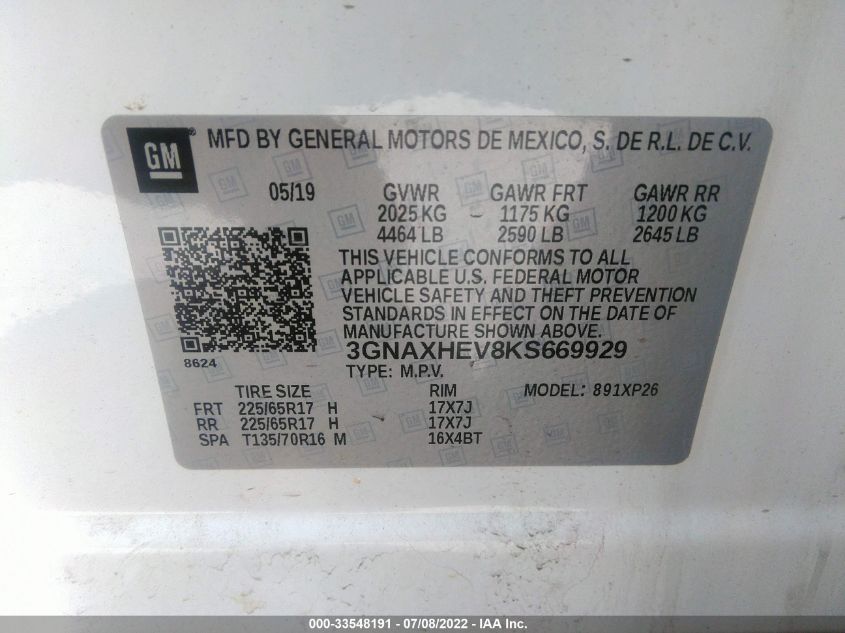 GM ® MFD BY GENERAL MOTORS DE MEXICO, S. DE R.L. DE C.V.
05/19 GVWR GAWR FRT GAWR RR
2025 KG 1175 KG 1200 KG
4464 LB 2590 LB 2645 LB
THIS VEHICLE CONFORMS TO ALL
APPLICABLE U.S. FEDERAL MOTOR
VEHICLE SAFETY AND THEFT PREVENTION
STANDARDS IN EFFECT ON THE DATE OF
MANUFACTURE SHOWN ABOVE.
8624
3GNAXHEV8KS669929
TYPE: M.P.V.
TIRE SIZE RIM MODEL: 891XP26
FRT 225/65R17 H 17X7J
RR 225/65R17 H 17X7J
SPA T135/70R16 M 16X4BT
000-33548191 - 07/08/2022 - IAA Inc.